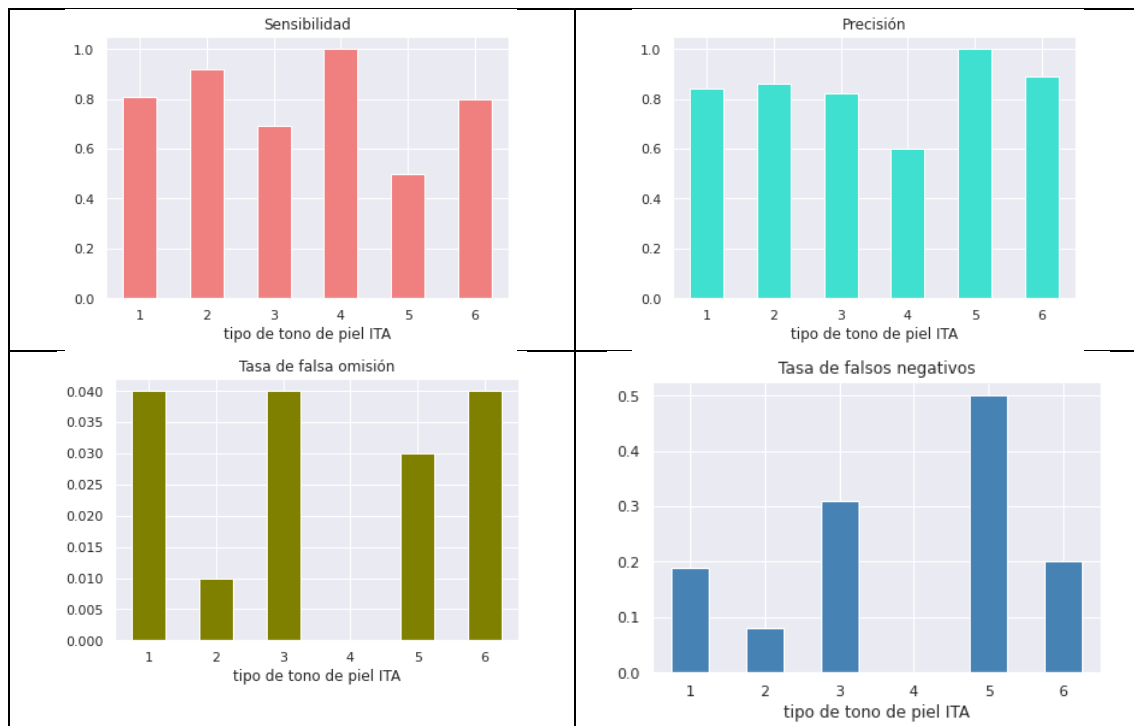 Sensibilidad
1.0
0.8
0.6
0.4
0.2
0.0
1 2 3 4 5 6
tipo de tono de piel ITA
Precisión
1.0
0.8
0.6
0.4
0.2
0.0
1 2 3 4 5 6
tipo de tono de piel ITA
Tasa de falsa omisión
0.040
0.035
0.030
0.025
0.020
0.015
0.010
0.005
0.000
1 2 3 4 5 6
tipo de tono de piel ITA
Tasa de falsos negativos
0.5
0.4
0.3
0.2
0.1
0.0
1 2 3 4 5 6
tipo de tono de piel ITA